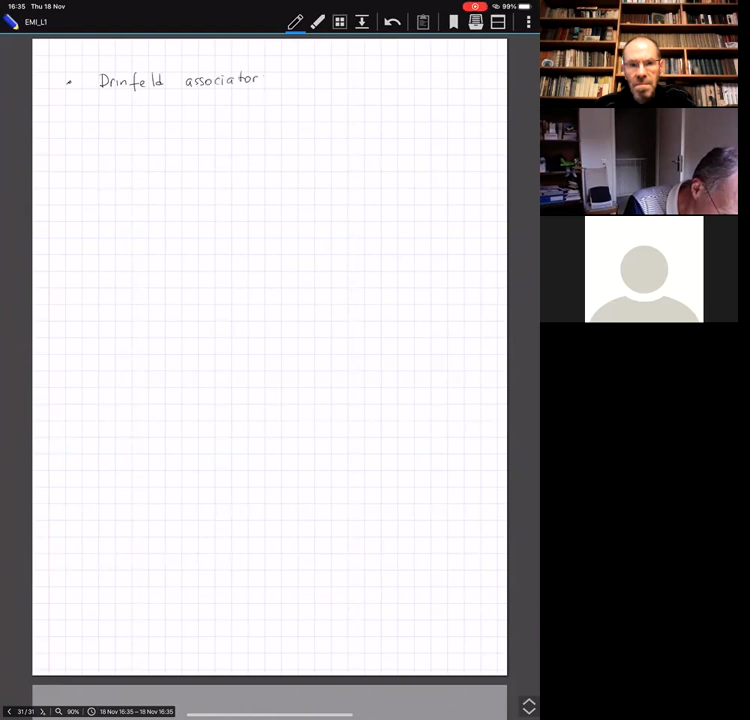 16:35 Thu 18 Nov
99%
EMI_L1
Drinfeld associator
31/31
90%
18 Nov 16:35 – 18 Nov 16:35